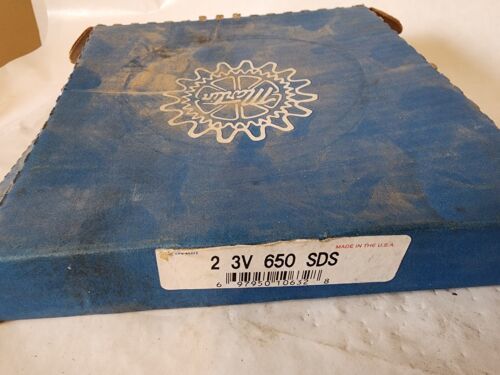 Martin
MADE IN THE U.S.A
2 3V 650 SDS
6 97950 10632 8